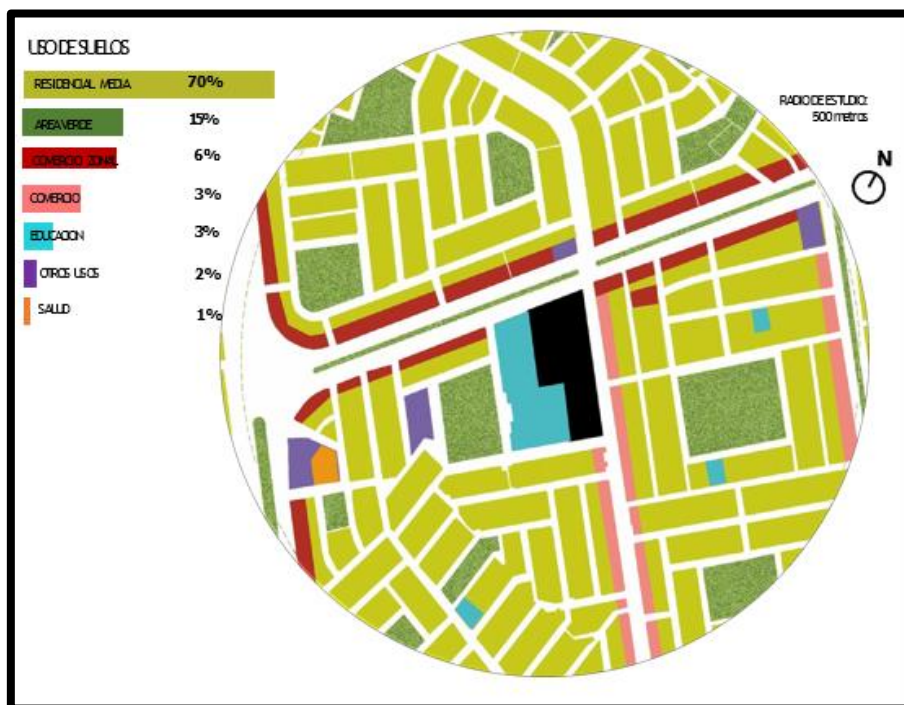 USO DE SUELOS
RESIDENCIAL MEDIA 70%
AREA VERDE 15%
COMERCIO ZONAL 6%
COMERCIO 3%
EDUCACION 3%
OTROS USOS 2%
SALUD 1%
RADIO DE ESTUDIO:
500 metros
N